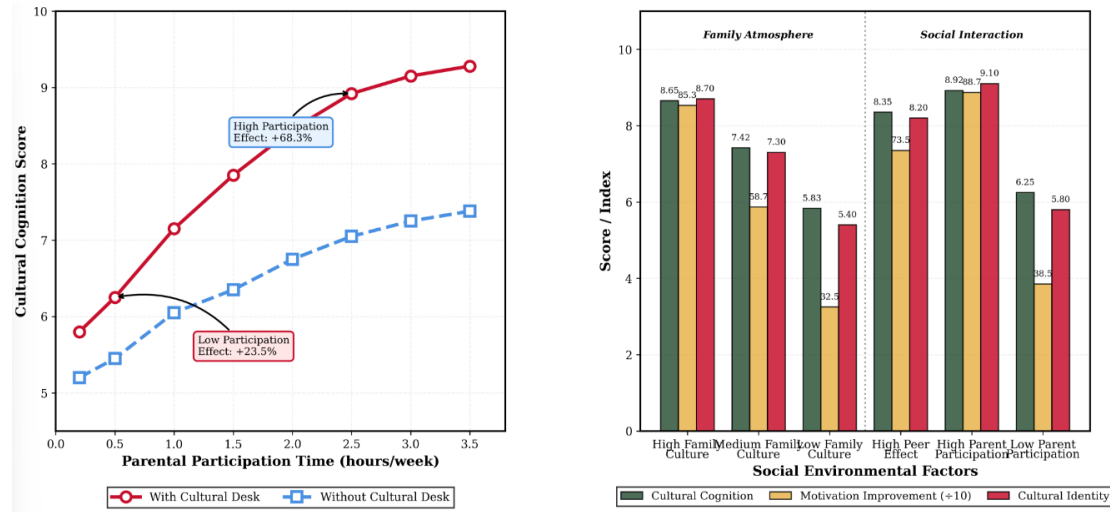 Cultural Cognition Score
10
9
8
7
6
5
High Participation
Effect: +68.3%
Low Participation
Effect: +23.5%
0.0 0.5 1.0 1.5 2.0 2.5 3.0 3.5
Parental Participation Time (hours/week)
With Cultural Desk Without Cultural Desk
Score / Index
10
8
6
4
2
0
Family Atmosphere Social Interaction
8.65 85.3 8.70
7.42 58.7 7.30
5.83 32.5 5.40
8.35 73.5 8.20
8.92 88.7 9.10
6.25 38.5 5.80
High Family
Culture
Medium Family
Culture
Low Family
Culture
High Peer
Effect
High Parent
Participation
Low Parent
Participation
Social Environmental Factors
Cultural Cognition Motivation Improvement (÷10) Cultural Identity